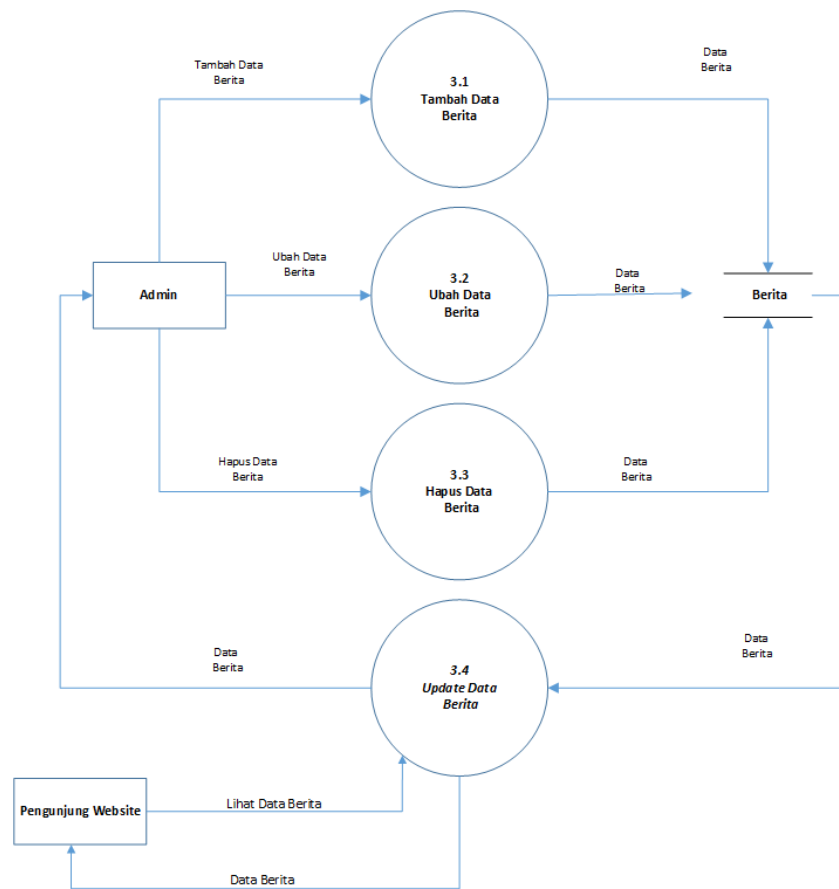 Tambah Data
Berita
3.1
Tambah Data
Berita
Data
Berita
Ubah Data
Berita
Admin
3.2
Ubah Data
Berita
Data
Berita
Berita
Hapus Data
Berita
3.3
Hapus Data
Berita
Data
Berita
Data
Berita
3.4
Update Data
Berita
Data
Berita
Pengunjung Website
Lihat Data Berita
Data Berita